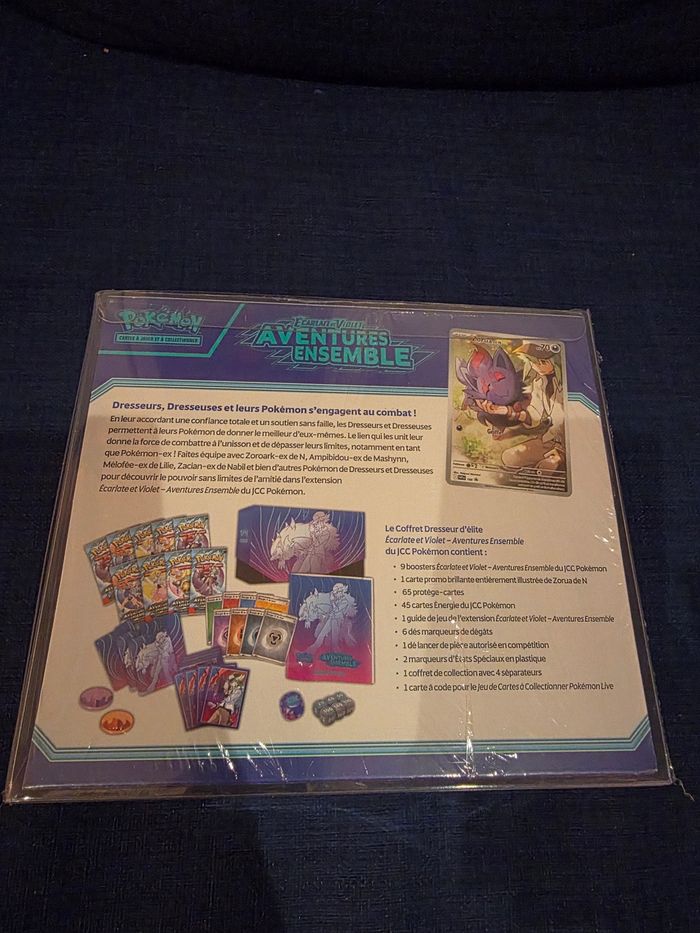 POKÉMON
CARTES À JOUER ET À COLLECTIONNER
ÉCARLATE ET VIOLET
AVENTURES
ENSEMBLE
70
Dresseurs, Dresseuses et leurs Pokémon s'engagent au combat !
En leur accordant une confiance totale et un soutien sans faille, les Dresseurs et Dresseuses
permettent à leurs Pokémon de donner le meilleur d'eux-mêmes. Le lien qui les unit leur
donne la force de combattre à l'unisson et de dépasser leurs limites, notamment en tant
que Pokémon-ex ! Faites équipe avec Zoroark-ex de N, Ampibidou-ex de Mashynn,
Mélofée-ex de Lilie, Zacian-ex de Nabil et bien d'autres Pokémon de Dresseurs et Dresseuses
pour découvrir le pouvoir sans limites de l'amitié dans l'extension
Écarlate et Violet – Aventures Ensemble du JCC Pokémon.
Le Coffret Dresseur d'élite
Écarlate et Violet – Aventures Ensemble
du JCC Pokémon contient :
• 9 boosters Écarlate et Violet – Aventures Ensemble du JCC Pokémon
• 1 carte promo brillante entièrement illustrée de Zorua de N
• 65 protège-cartes
• 45 cartes Énergie du JCC Pokémon
• 1 guide de jeu de l'extension Écarlate et Violet – Aventures Ensemble
• 6 dés marqueurs de dégâts
• 1 dé lancer de pièce autorisé en compétition
• 2 marqueurs d'États Spéciaux en plastique
• 1 coffret de collection avec 4 séparateurs
• 1 carte à code pour le Jeu de Cartes à Collectionner Pokémon Live
AVENTURES
ENSEMBLE